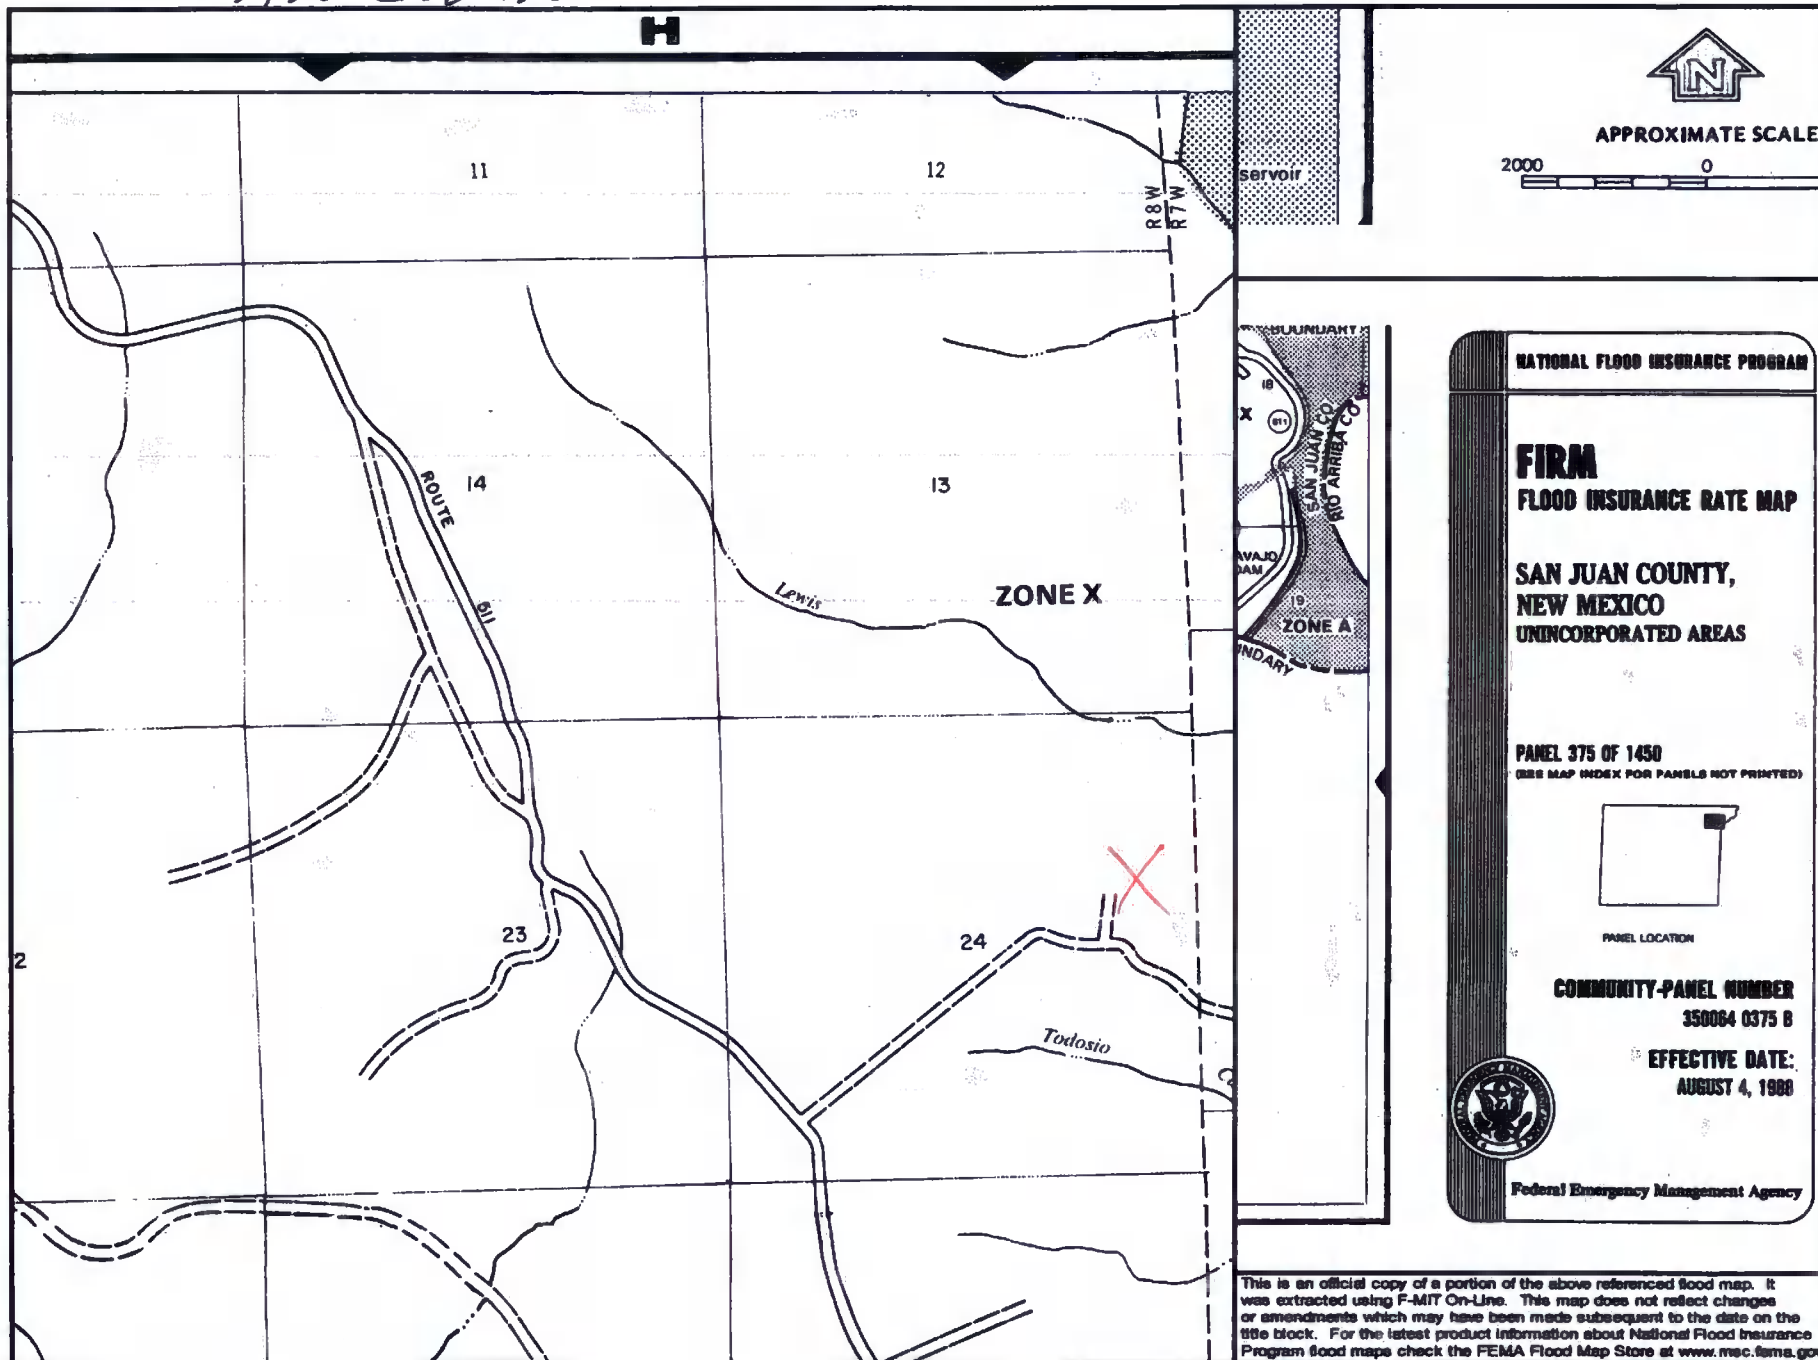 H
11
12
R 8 W
R 7 W
servoir
APPROXIMATE SCALE
2000 0
BOUNDARY
18
X
611
SAN JUAN CO
RIO ARRIBA CO
AVAJO
DAM
19
ZONE A
NDARY
ROUTE
14
13
511
Lewis
ZONE X
23
24
2
Todosio
NATIONAL FLOOD INSURANCE PROGRAM
FIRM
FLOOD INSURANCE RATE MAP
SAN JUAN COUNTY,
NEW MEXICO
UNINCORPORATED AREAS
PANEL 375 OF 1450
(SEE MAP INDEX FOR PANELS NOT PRINTED)
PANEL LOCATION
COMMUNITY-PANEL NUMBER
350064 0375 B
EFFECTIVE DATE:
AUGUST 4, 1988
Federal Emergency Management Agency
This is an official copy of a portion of the above referenced flood map. It
was extracted using F-MIT On-Line. This map does not reflect changes
or amendments which may have been made subsequent to the date on the
title block. For the latest product information about National Flood Insurance
Program flood maps check the FEMA Flood Map Store at www.msc.fema.go